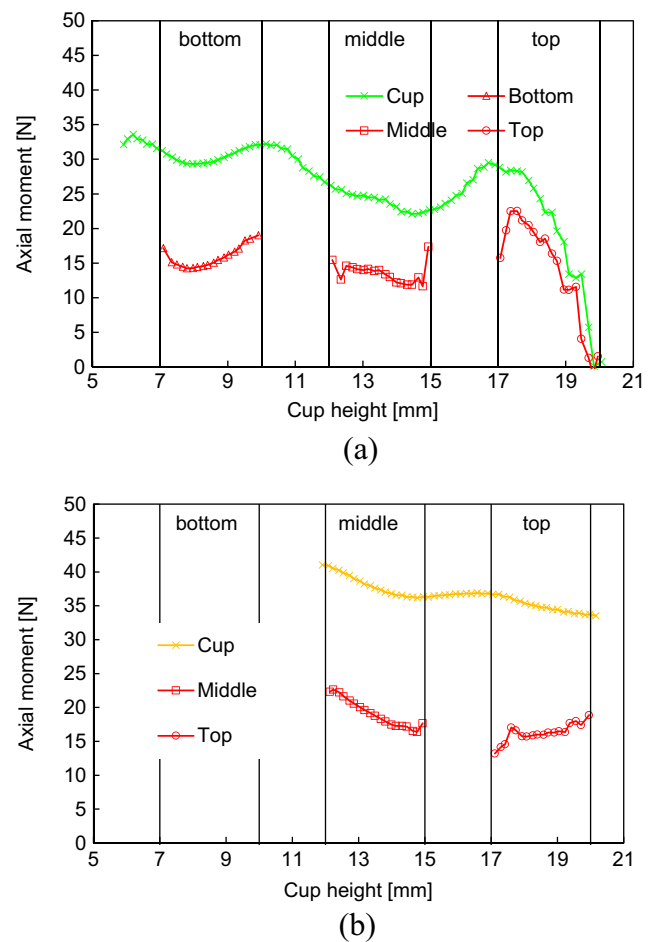 bottom middle top
Cup Bottom
Middle Top
50
45
40
35
30
25
20
15
10
5
0
Axial moment [N]
5 7 9 11 13 15 17 19 21
Cup height [mm]
(a)
bottom middle top
Cup
Middle
Top
50
45
40
35
30
25
20
15
10
5
0
Axial moment [N]
5 7 9 11 13 15 17 19 21
Cup height [mm]
(b)